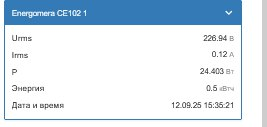 Energomera CE102 1
Urms 226.94 В
Irms 0.12 А
P 24.403 Вт
Энергия 0.5 кВтч
Дата и время 12.09.25 15:35:21